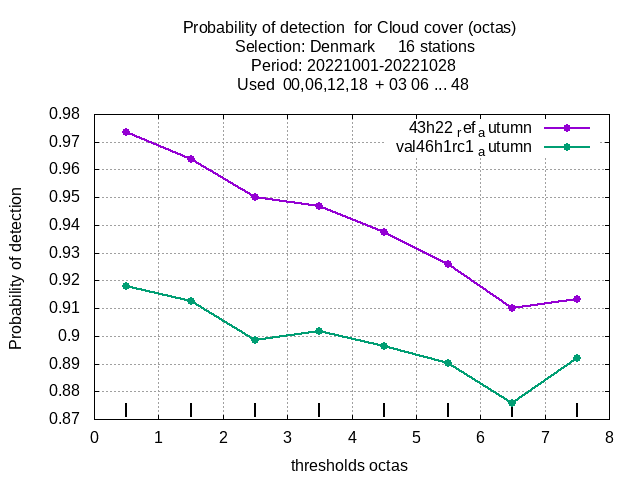 Probability of detection  for Cloud cover (octas)
Selection: Denmark     16 stations
Period: 20221001-20221028
Used  00,06,12,18  + 03 06 ... 48
43h22 ref autumn
val46h1rc1 autumn
0.98
0.97
0.96
0.95
0.94
0.93
0.92
0.91
0.9
0.89
0.88
0.87
Probability of detection
0 1 2 3 4 5 6 7 8
thresholds octas